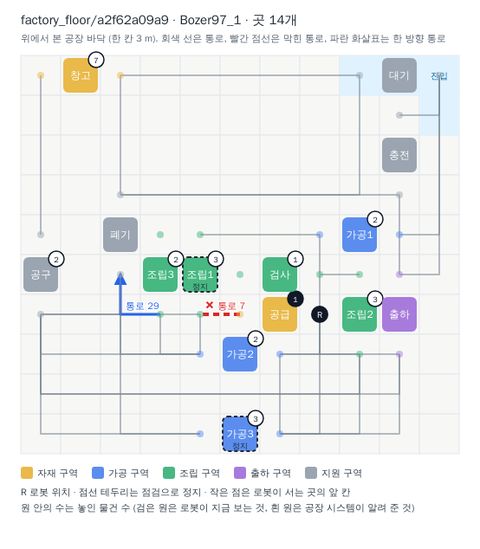 factory_floor/a2f62a09a9 · Bozer97_1 · 곳 14개
위에서 본 공장 바닥 (한 칸 3 m). 회색 선은 통로, 빨간 점선은 막힌 통로, 파란 화살표는 한 방향 통로
7
창고
대기
충전
2
폐기
가공1
2
2
3
1
공구
조립3
조립1
검사
정지
1
3
통로 29
✕ 통로 7
공급
R
조립2
출하
2
가공2
3
가공3
정지
자재 구역
가공 구역
조립 구역
출하 구역
지원 구역
R 로봇 위치 · 점선 테두리는 점검으로 정지 · 작은 점은 로봇이 서는 곳의 앞 칸
원 안의 수는 놓인 물건 수 (검은 원은 로봇이 지금 보는 것, 흰 원은 공장 시스템이 알려 준 것)